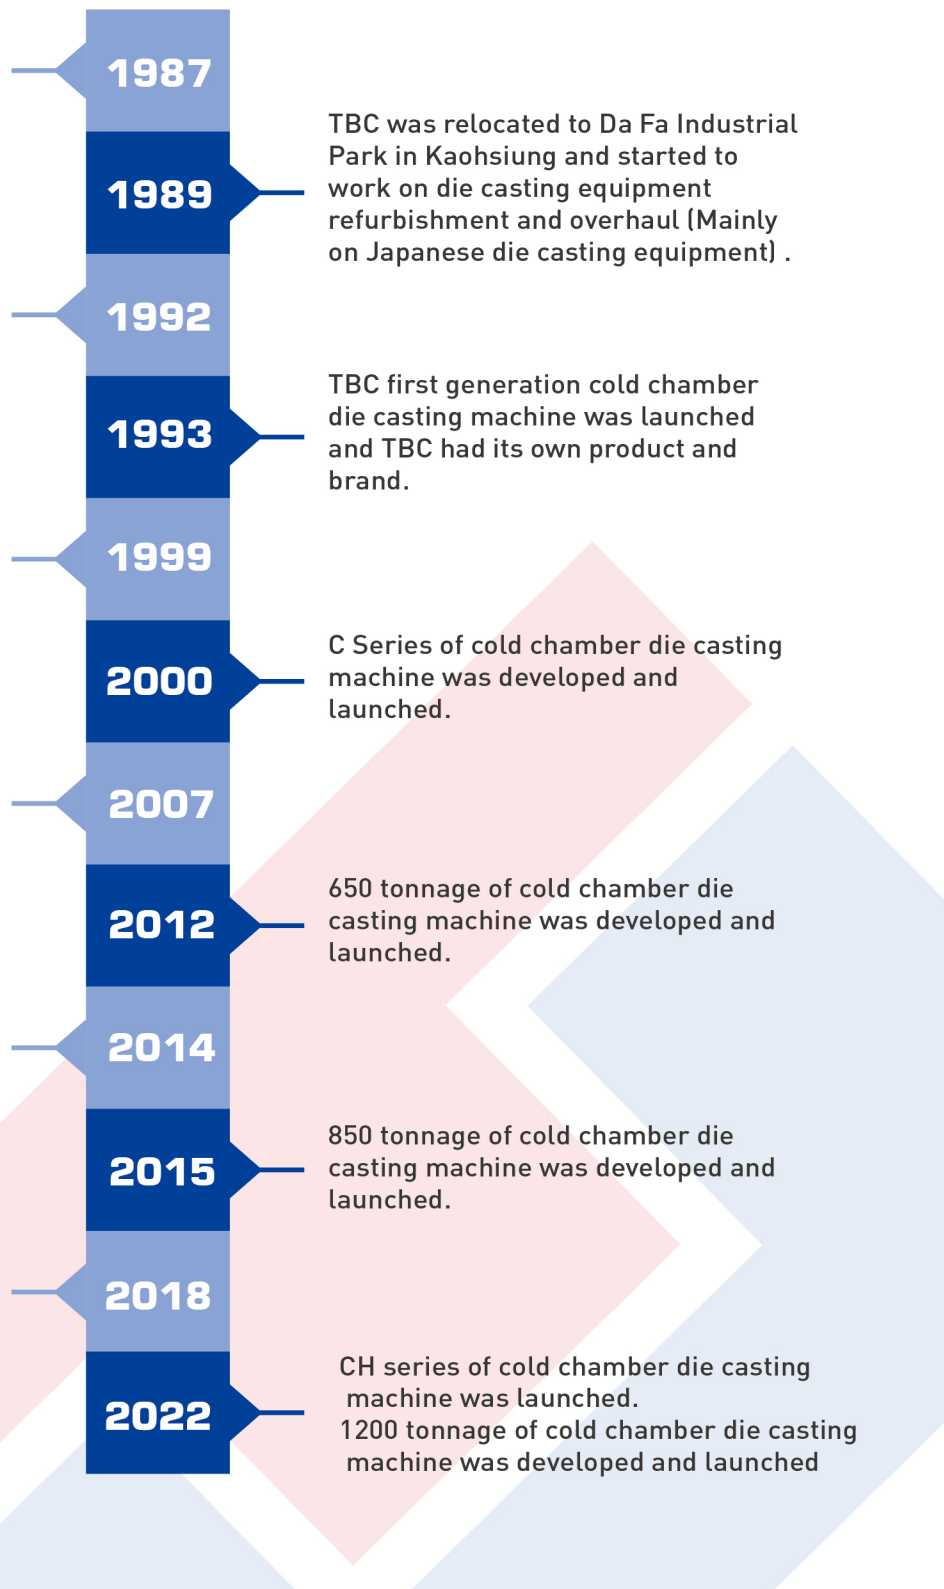 1987
1989
TBC was relocated to Da Fa Industrial
Park in Kaohsiung and started to
work on die casting equipment
refurbishment and overhaul (Mainly
on Japanese die casting equipment) .
1992
1993
TBC first generation cold chamber
die casting machine was launched
and TBC had its own product and
brand.
1999
2000
C Series of cold chamber die casting
machine was developed and
launched.
2007
2012
650 tonnage of cold chamber die
casting machine was developed and
launched.
2014
2015
850 tonnage of cold chamber die
casting machine was developed and
launched.
2018
2022
CH series of cold chamber die casting
machine was launched.
1200 tonnage of cold chamber die casting
machine was developed and launched